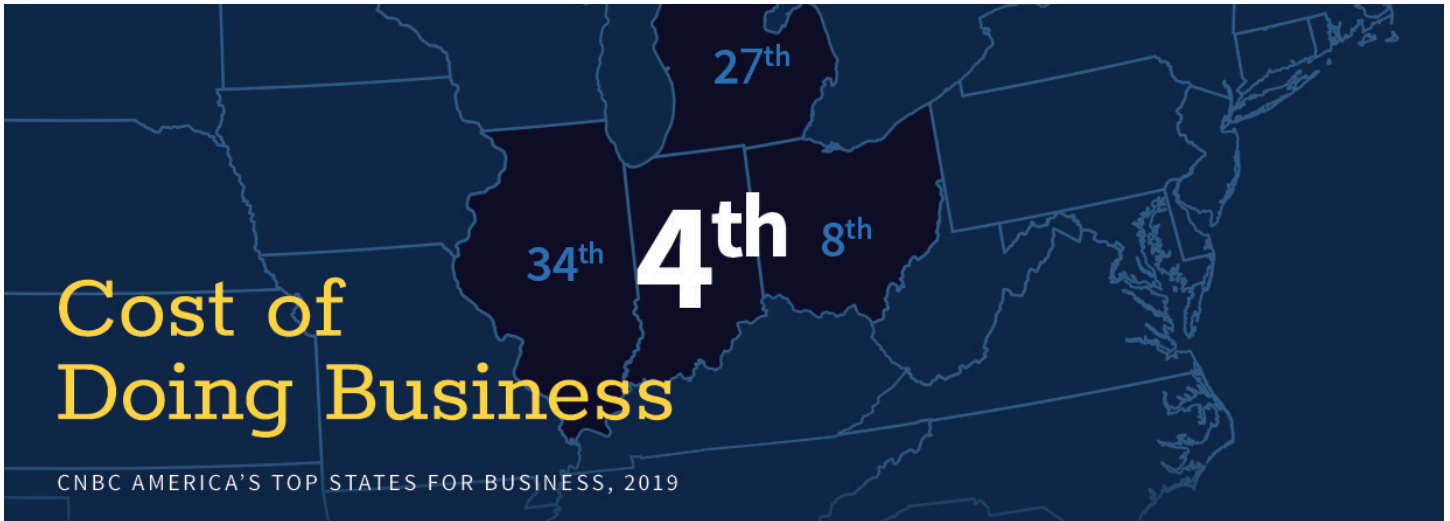 27th
4th
8th
34th
Cost of
Doing Business
CNBC AMERICA’S TOP STATES FOR BUSINESS, 2019